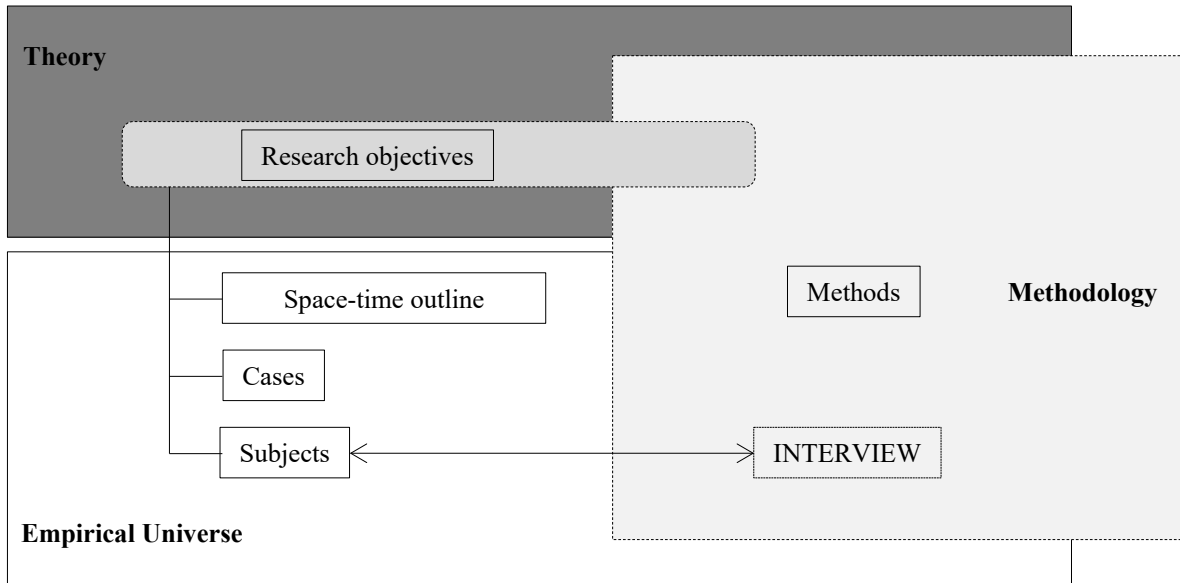 Theory
Research objectives
Space-time outline
Methods
Methodology
Cases
Subjects
INTERVIEW
Empirical Universe